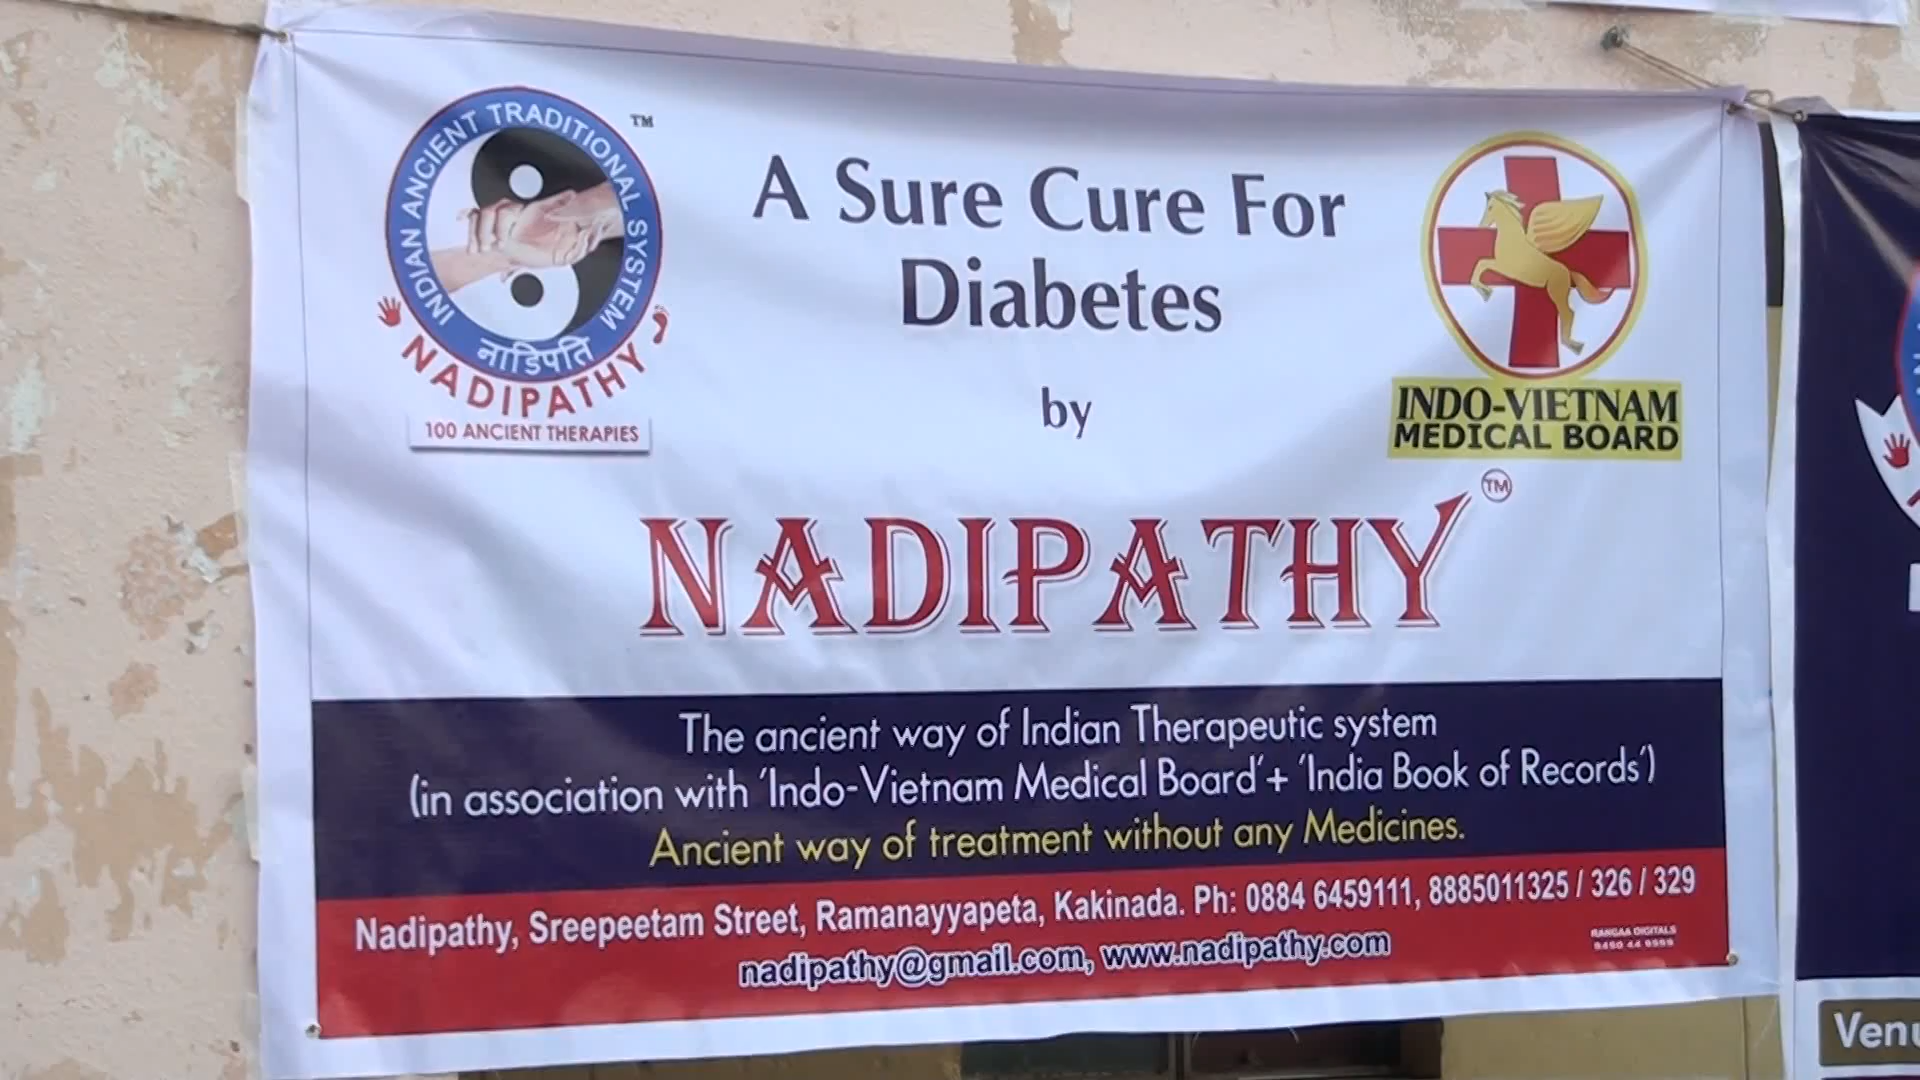 INDIAN ANCIENT TRADITIONAL SYSTEM
TM
नाडिपति
NADIPATHY
100 ANCIENT THERAPIES
A Sure Cure For
Diabetes
by
INDO-VIETNAM
MEDICAL BOARD
NADIPATHY
TM
The ancient way of Indian Therapeutic system
(in association with 'Indo-Vietnam Medical Board'+ 'India Book of Records')
Ancient way of treatment without any Medicines.
Nadipathy, Sreepeetam Street, Ramanayyapeta, Kakinada. Ph: 0884 6459111, 8885011325 / 326 / 329
nadipathy@gmail.com, www.nadipathy.com
RANGAA DIGITALS